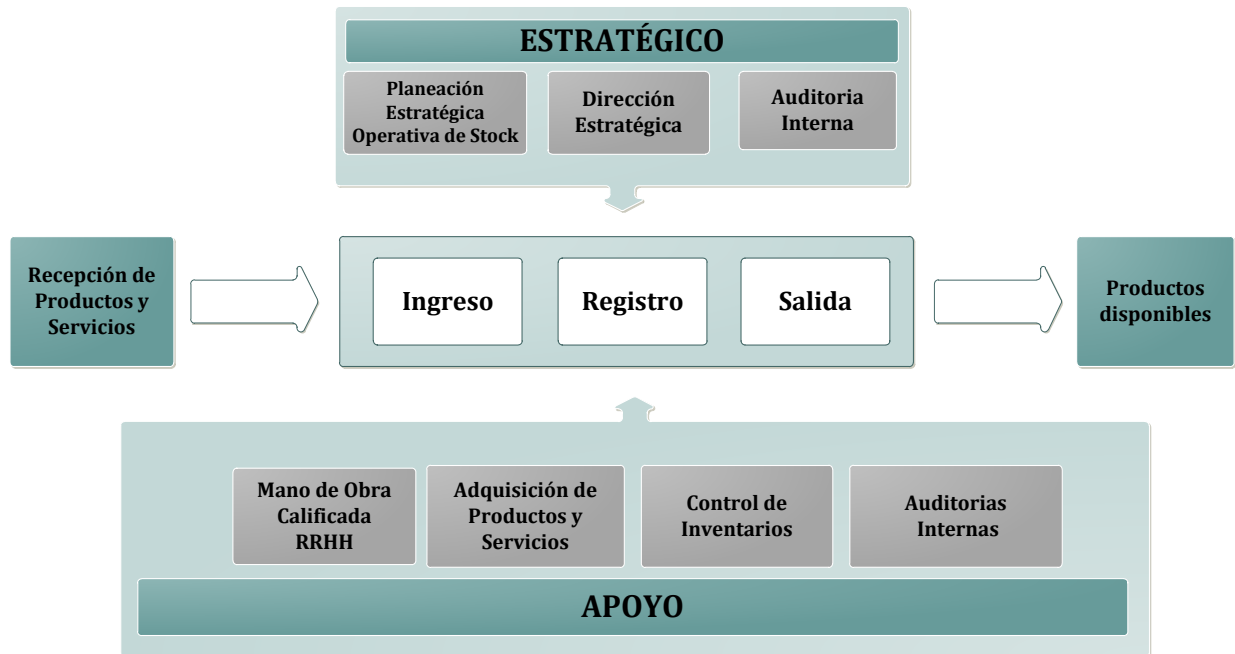 ESTRATÉGICO
Planeación
Estratégica
Operativa de Stock
Dirección
Estratégica
Auditoria
Interna
Recepción de
Productos y
Servicios
Ingreso
Registro
Salida
Productos
disponibles
Mano de Obra
Calificada
RRHH
Adquisición de
Productos y
Servicios
Control de
Inventarios
Auditorias
Internas
APOYO